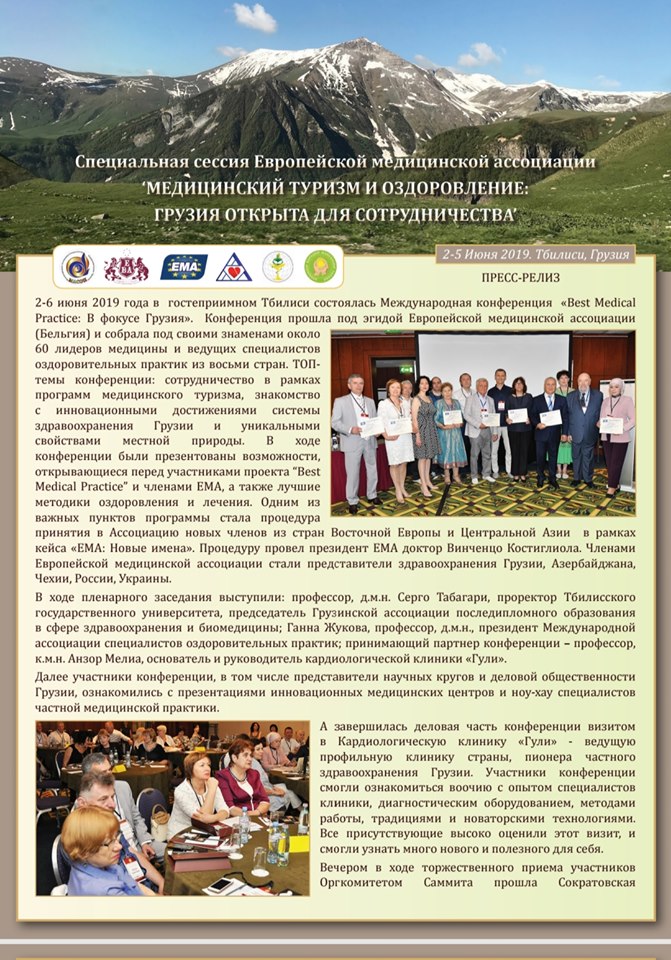 Специальная сессия Европейской медицинской ассоциации
‘МЕДИЦИНСКИЙ ТУРИЗМ И ОЗДОРОВЛЕНИЕ:
ГРУЗИЯ ОТКРЫТА ДЛЯ СОТРУДНИЧЕСТВА’
EMA
2-5 Июня 2019. Тбилиси, Грузия
ПРЕСС-РЕЛИЗ
2-6 июня 2019 года в гостеприимном Тбилиси состоялась Международная конференция «Best Medical
Practice: В фокусе Грузия». Конференция прошла под эгидой Европейской медицинской ассоциации
(Бельгия) и собрала под своими знаменами около
60 лидеров медицины и ведущих специалистов
оздоровительных практик из восьми стран. ТОП-
темы конференции: сотрудничество в рамках
программ медицинского туризма, знакомство
с инновационными достижениями системы
здравоохранения Грузии и уникальными
свойствами местной природы. В ходе
конференции были презентованы возможности,
открывающиеся перед участниками проекта “Best
Medical Practice” и членами ЕМА, а также лучшие
методики оздоровления и лечения. Одним из
важных пунктов программы стала процедура
принятия в Ассоциацию новых членов из стран Восточной Европы и Центральной Азии в рамках
кейса «ЕМА: Новые имена». Процедуру провел президент ЕМА доктор Винченцо Костиглиола. Членами
Европейской медицинской ассоциации стали представители здравоохранения Грузии, Азербайджана,
Чехии, России, Украины.
В ходе пленарного заседания выступили: профессор, д.м.н. Серго Табагари, проректор Тбилисского
государственного университета, председатель Грузинской ассоциации последипломного образования
в сфере здравоохранения и биомедицины; Ганна Жукова, профессор, д.м.н., президент Международной
ассоциации специалистов оздоровительных практик; принимающий партнер конференции – профессор,
к.м.н. Анзор Мелиа, основатель и руководитель кардиологической клиники «Гули».
Далее участники конференции, в том числе представители научных кругов и деловой общественности
Грузии, ознакомились с презентациями инновационных медицинских центров и ноу-хау специалистов
частной медицинской практики.
А завершилась деловая часть конференции визитом
в Кардиологическую клинику «Гули» - ведущую
профильную клинику страны, пионера частного
здравоохранения Грузии. Участники конференции
смогли ознакомиться воочию с опытом специалистов
клиники, диагностическим оборудованием, методами
работы, традициями и новаторскими технологиями.
Все присутствующие высоко оценили этот визит, и
смогли узнать много нового и полезного для себя.
Вечером в ходе торжественного приема участников
Оргкомитетом Саммита прошла Сократовская